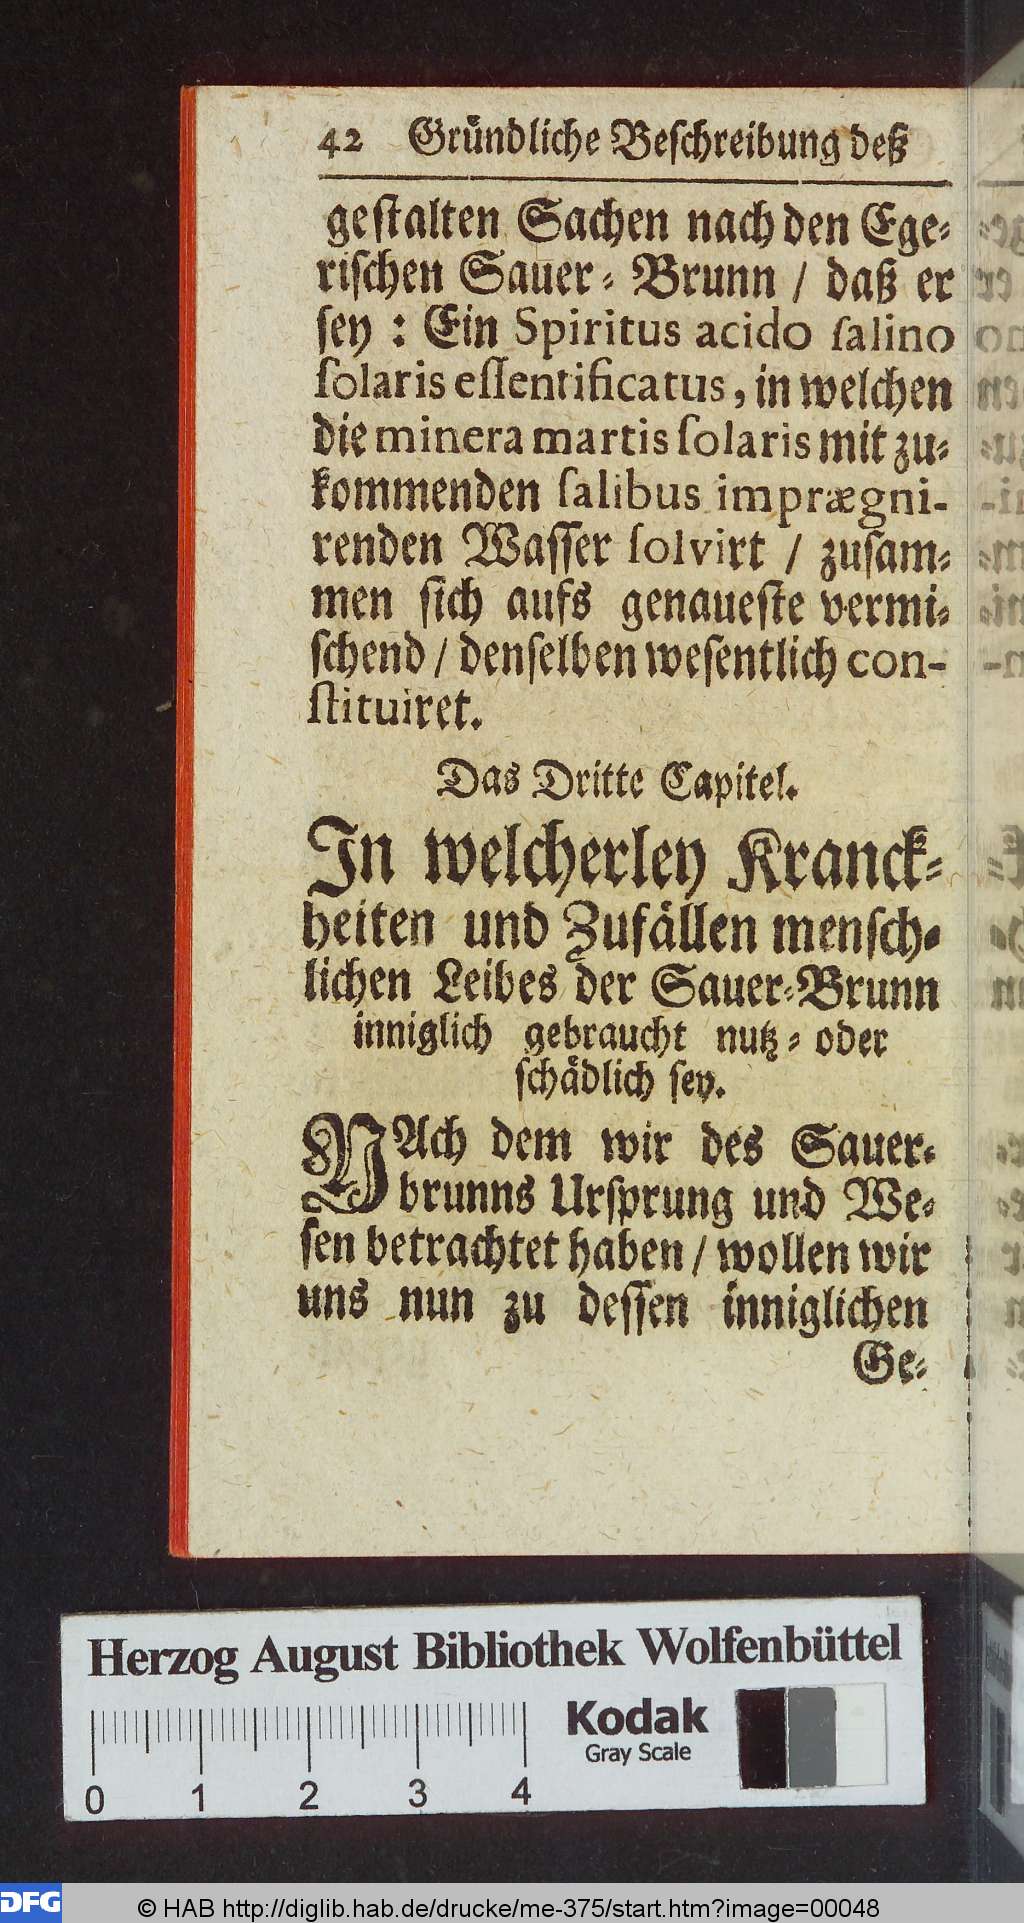 42 Gründliche Beschreibung deß
gestalten Sachen nach den Ege-
rischen Sauer-Brunn / daß er
sey : Ein Spiritus acido salino
solaris essentificatus, in welchen
die minera martis solaris mit zu-
kommenden salibus imprægni-
renden Wasser solvirt / zusam-
men sich aufs genaueste vermi-
schend / denselben wesentlich con-
stituiret.
Das Dritte Capitel.
In welcherley Kranck-
heiten und Zufällen mensch-
lichen Leibes der Sauer-Brunn
inniglich gebraucht nutz- oder
schädlich sey.
NAch dem wir des Sauer-
brunns Ursprung und We-
sen betrachtet haben / wollen wir
uns nun zu dessen inniglichen
Ge-
Herzog August Bibliothek Wolfenbüttel
Kodak
Gray Scale
0 1 2 3 4
DFG
© HAB http://diglib.hab.de/drucke/me-375/start.htm?image=00048